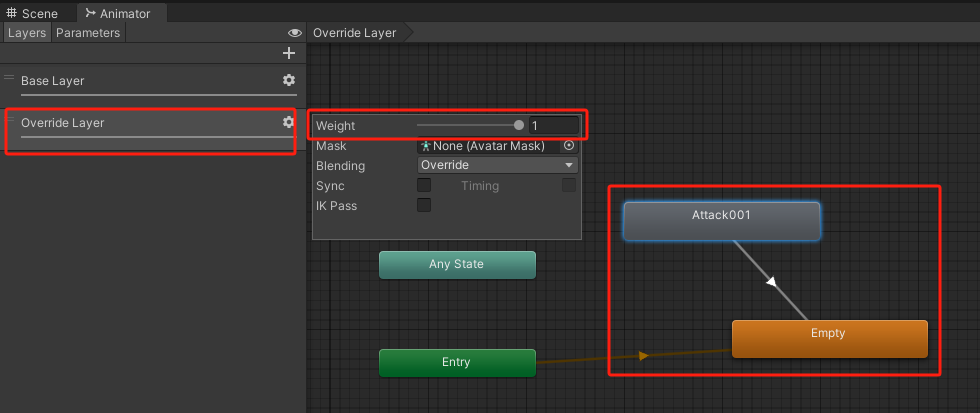 Scene Animator
Layers Parameters
Override Layer
Base Layer
Override Layer
Weight 1
Mask None (Avatar Mask)
Blending Override
Sync Timing
IK Pass
Attack001
Any State
Empty
Entry